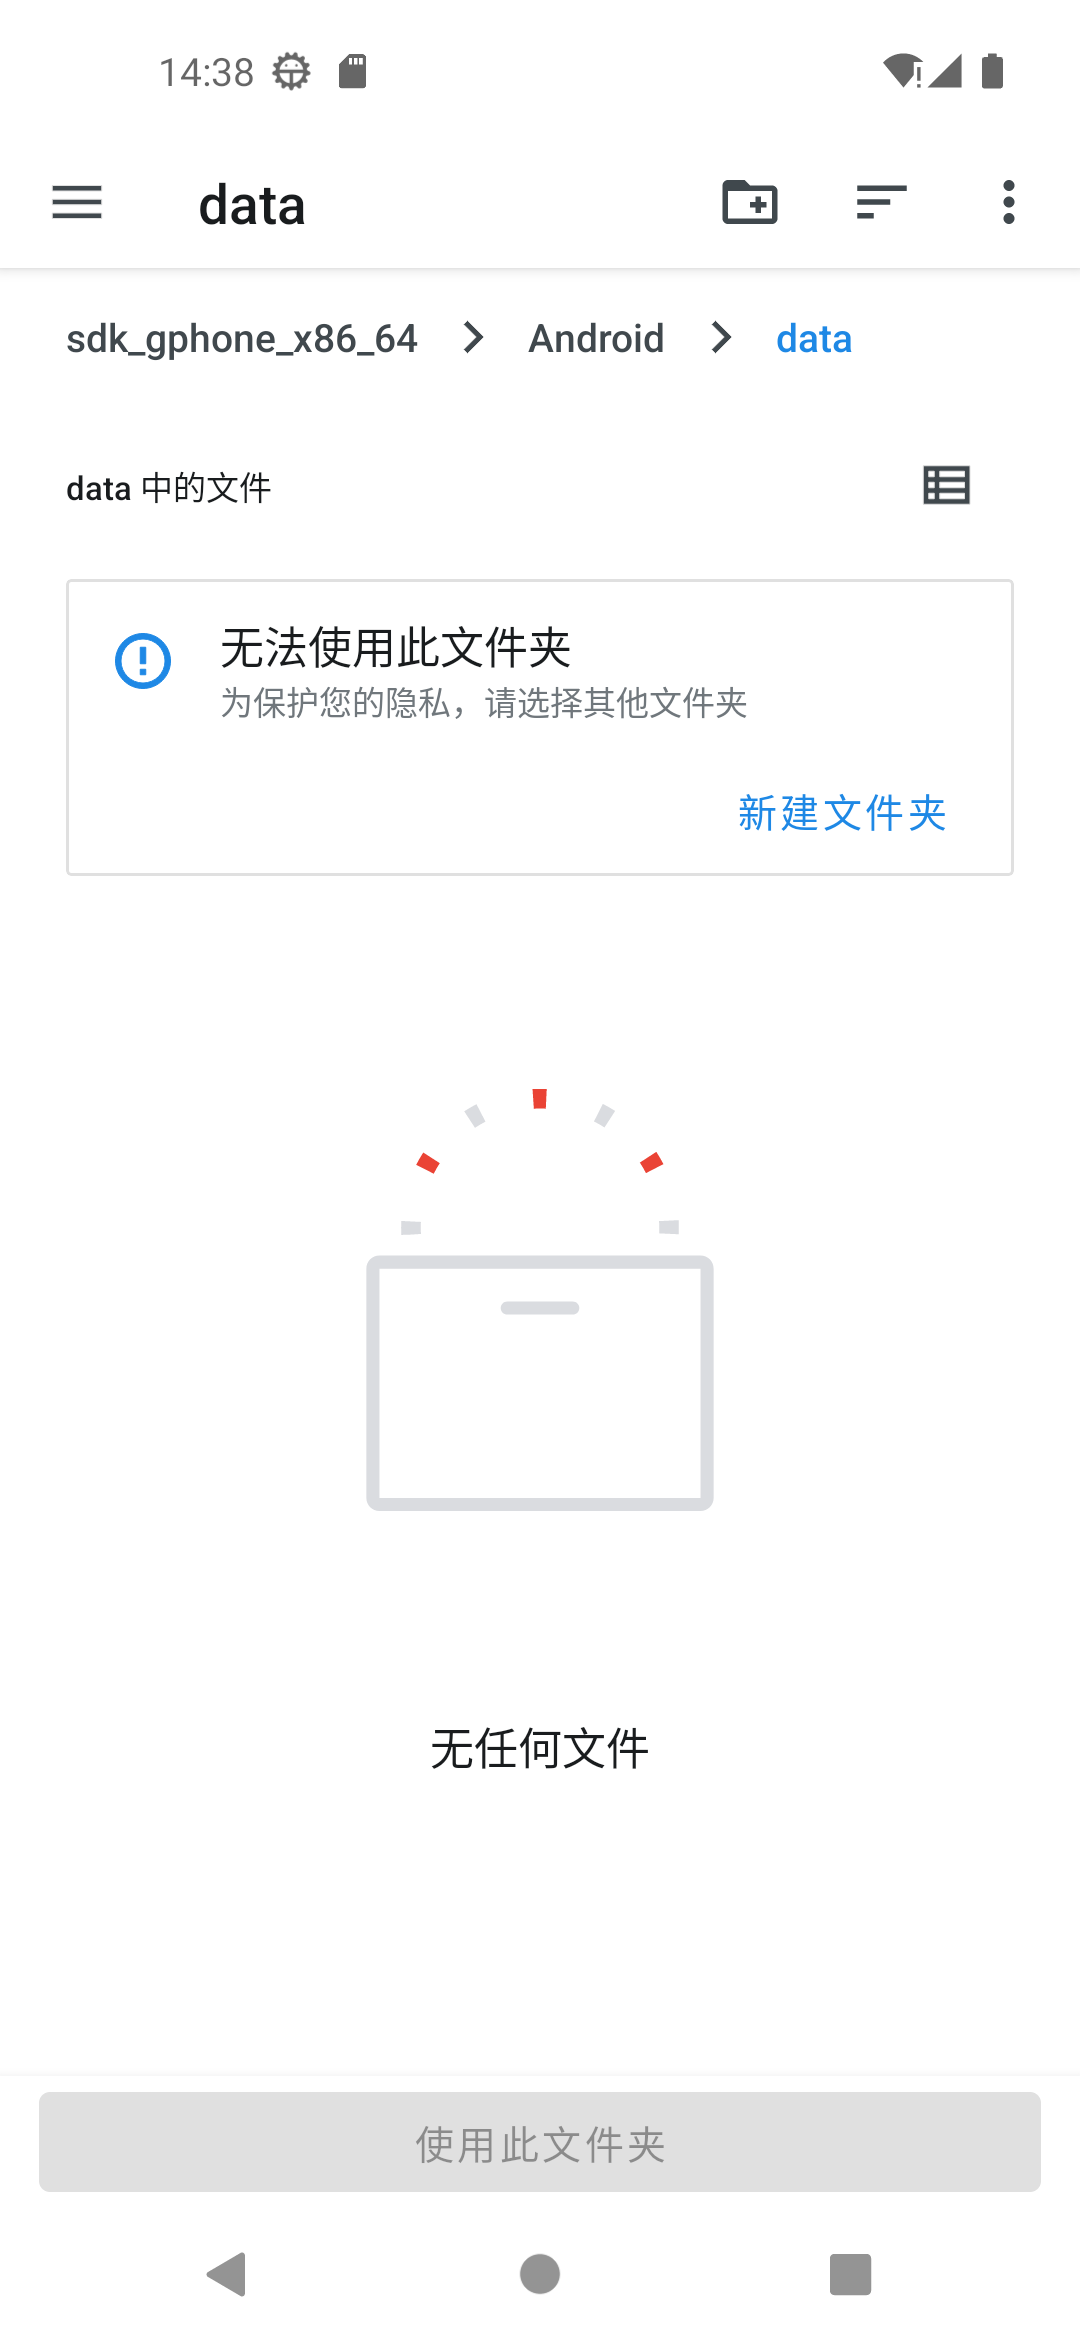 14:38
data
sdk_gphone_x86_64 Android data
data 中的文件
无法使用此文件夹
为保护您的隐私，请选择其他文件夹
新建文件夹
无任何文件
使用此文件夹